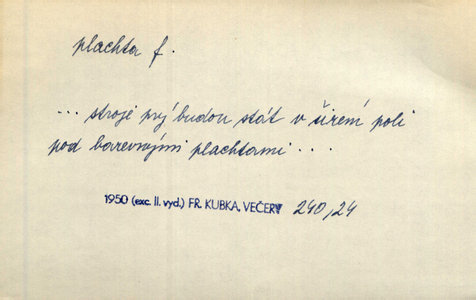 plachta f.
... stroje prý budou stát v širém poli
pod barevnými plachtami ...
1950 (exc. II. vyd.) FR. KUBKA, VEČERY 240,24